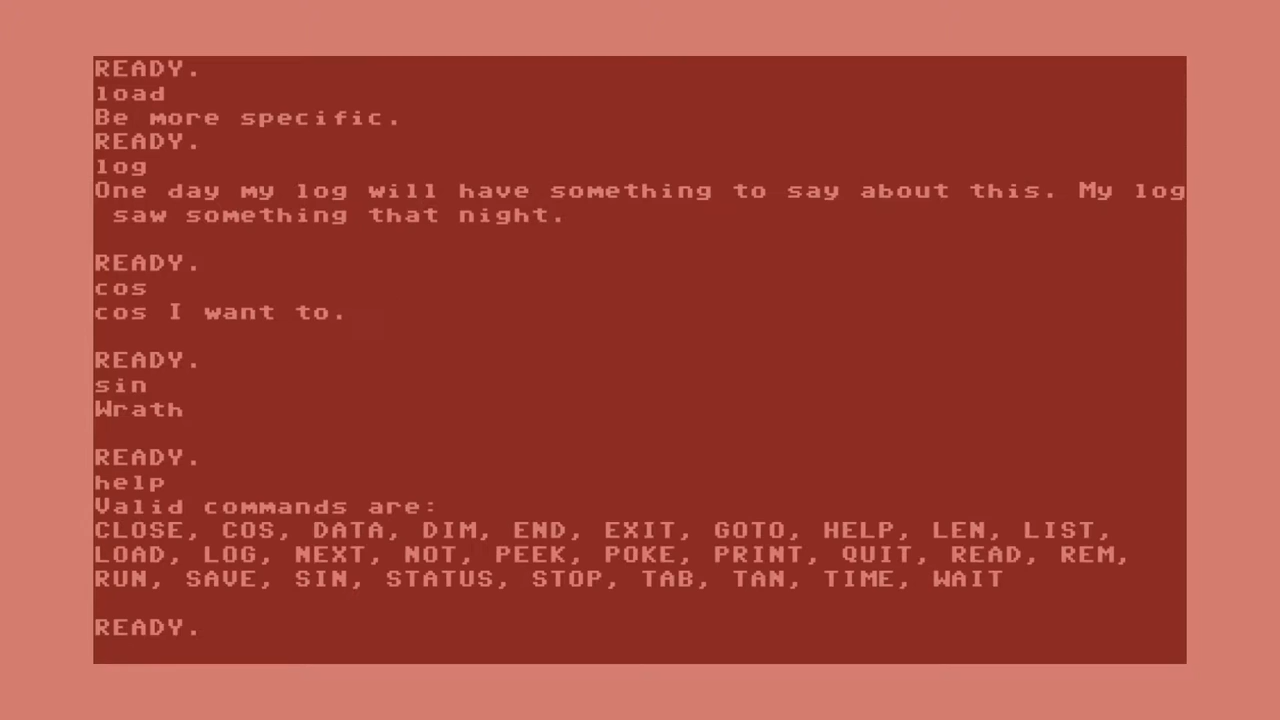 READY.
load
Be more specific.
READY.
log
One day my log will have something to say about this. My log
saw something that night.
READY.
cos
cos I want to.
READY.
sin
Wrath
READY.
help
Valid commands are:
CLOSE, COS, DATA, DIM, END, EXIT, GOTO, HELP, LEN, LIST,
LOAD, LOG, NEXT, NOT, PEEK, POKE, PRINT, QUIT, READ, REM,
RUN, SAVE, SIN, STATUS, STOP, TAB, TAN, TIME, WAIT
READY.